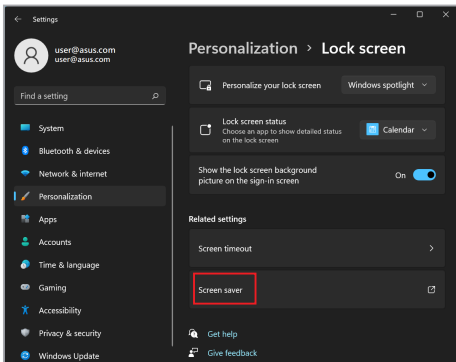 Settings
user@asus.com
user@asus.com
Find a setting
System
Bluetooth & devices
Network & internet
Personalization
Apps
Accounts
Time & language
Gaming
Accessibility
Privacy & security
Windows Update
Personalization › Lock screen
Personalize your lock screen
Windows spotlight
Lock screen status
Choose an app to show detailed status
on the lock screen
Calendar
Show the lock screen background
picture on the sign-in screen
On
Related settings
Screen timeout
Screen saver
Get help
Give feedback